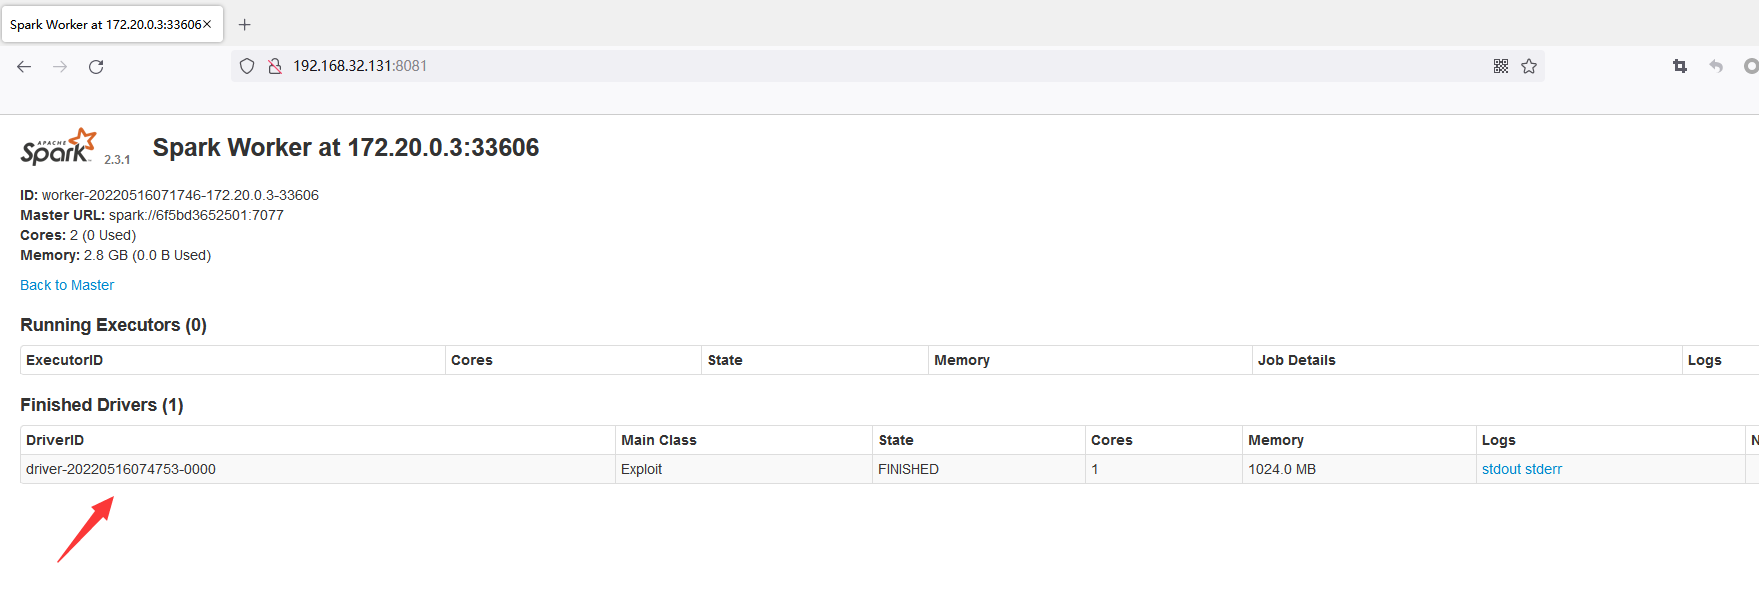 Spark Worker at 172.20.0.3:33606
192.168.32.131:8081
APACHE
Spark 2.3.1 Spark Worker at 172.20.0.3:33606
ID: worker-20220516071746-172.20.0.3-33606
Master URL: spark://6f5bd3652501:7077
Cores: 2 (0 Used)
Memory: 2.8 GB (0.0 B Used)
Back to Master
Running Executors (0)
ExecutorID Cores State Memory Job Details Logs
Finished Drivers (1)
DriverID Main Class State Cores Memory Logs N
driver-20220516074753-0000 Exploit FINISHED 1 1024.0 MB stdout stderr